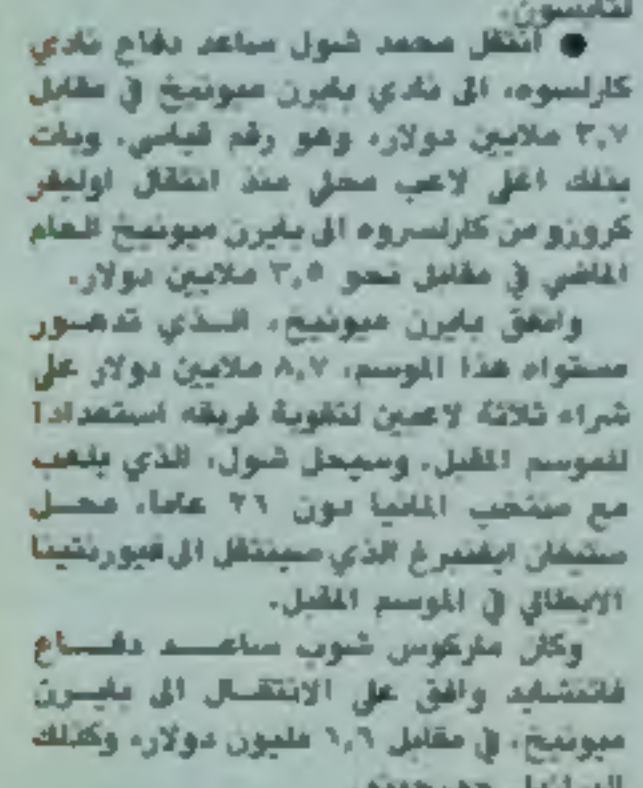 لتابسون.
● انتقل محمد شول ساعد دفاع نادي
كارلسوه، الى نادي بايرن ميونيخ في مقابل
٣,٧ ملايين دولار، وهو رقم قياسي. وبات
بذلك اغلى لاعب محلي منذ انتقال اوليفر
كروزو من كارلسروه الى بايرن ميونيخ العام
الماضي في مقابل نحو ٣,٥ ملايين دولار.
وانفق بايرن ميونيخ، الذي تدهور
مستواه هذا الموسم، ٨,٧ ملايين دولار على
شراء ثلاثة لاعبين لتقوية فريقه استعدادا
للموسم المقبل. وسيحل شول، الذي يلعب
مع منتخب المانيا دون ٢١ عاما، محل
ستيفان ايفنبرغ الذي سينتقل الى فيورنتينا
الايطالي في الموسم المقبل.
وكان ماركوس شوب ساعد دفاع
فاتنشايد وافق على الانتقال الى بايرن
ميونيخ، في مقابل ١,٦ مليون دولار، وكذلك